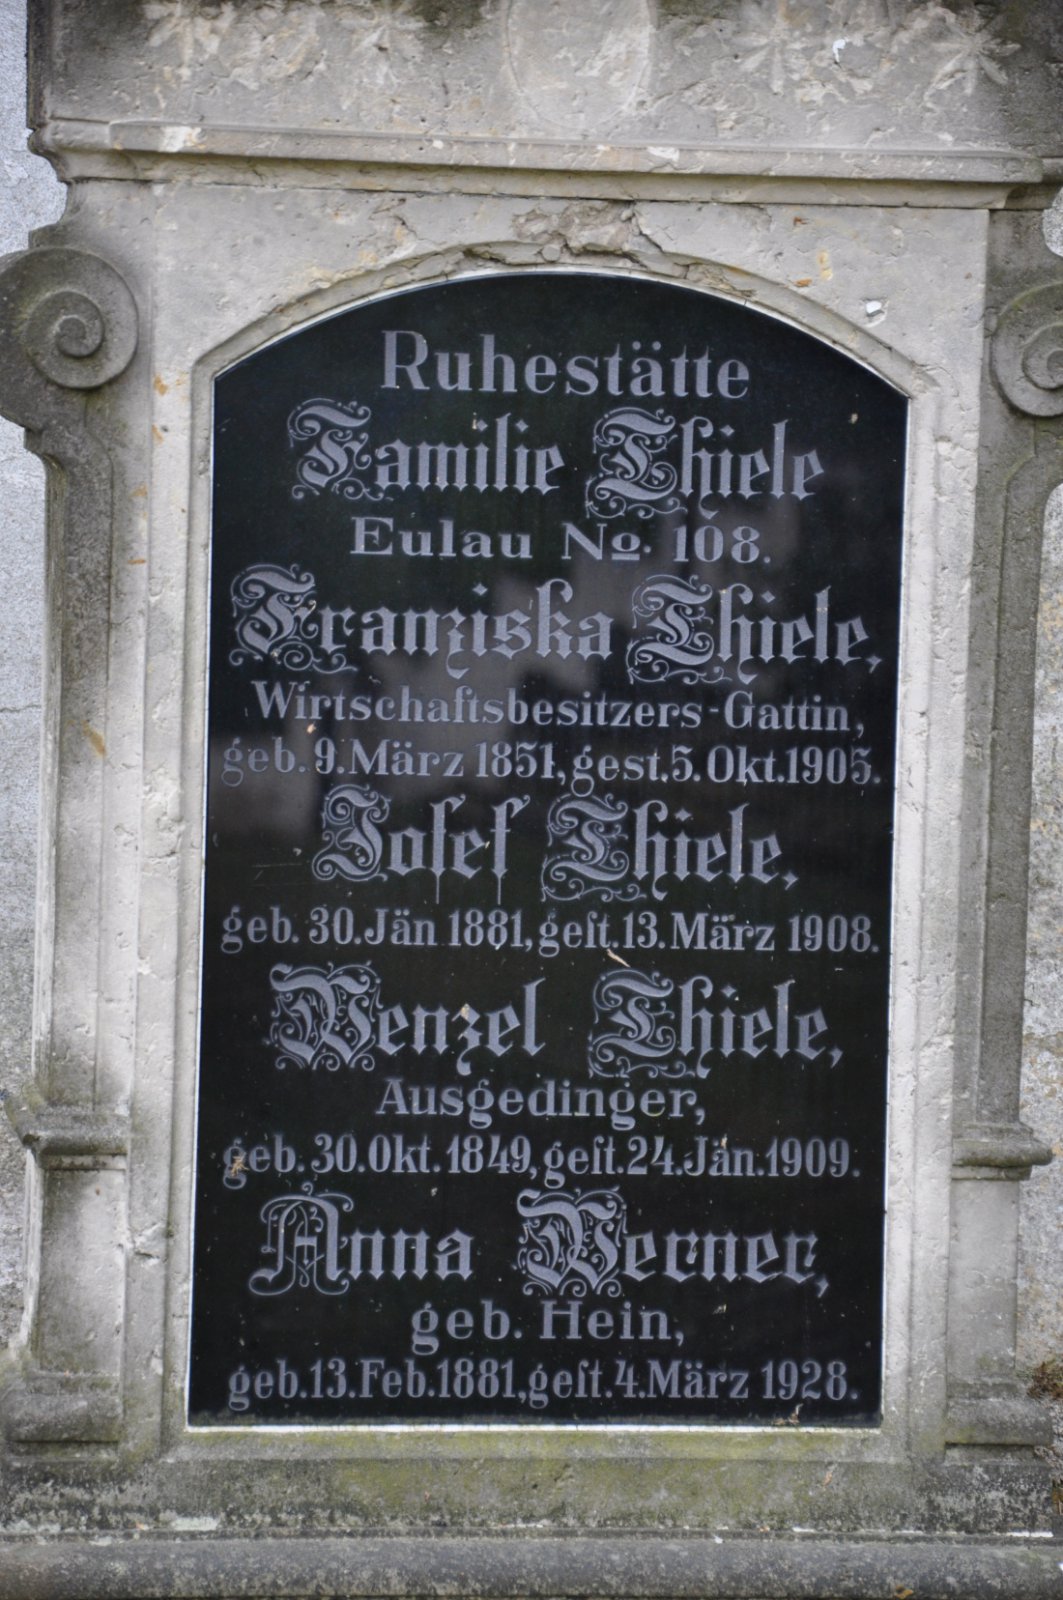 Ruhestätte
Familie Thiele
Eulau No. 108.
Franziska Thiele,
Wirtschaftsbesitzers-Gattin,
geb. 9. März 1851, gest. 5. Okt. 1905.
Josef Thiele,
geb. 30. Jän 1881, geſt. 13. März 1908.
Wenzel Thiele,
Ausgedinger,
geb. 30. Okt. 1849, geſt. 24. Jän. 1909.
Anna Werner,
geb. Hein,
geb. 13. Feb. 1881, geſt. 4. März 1928.